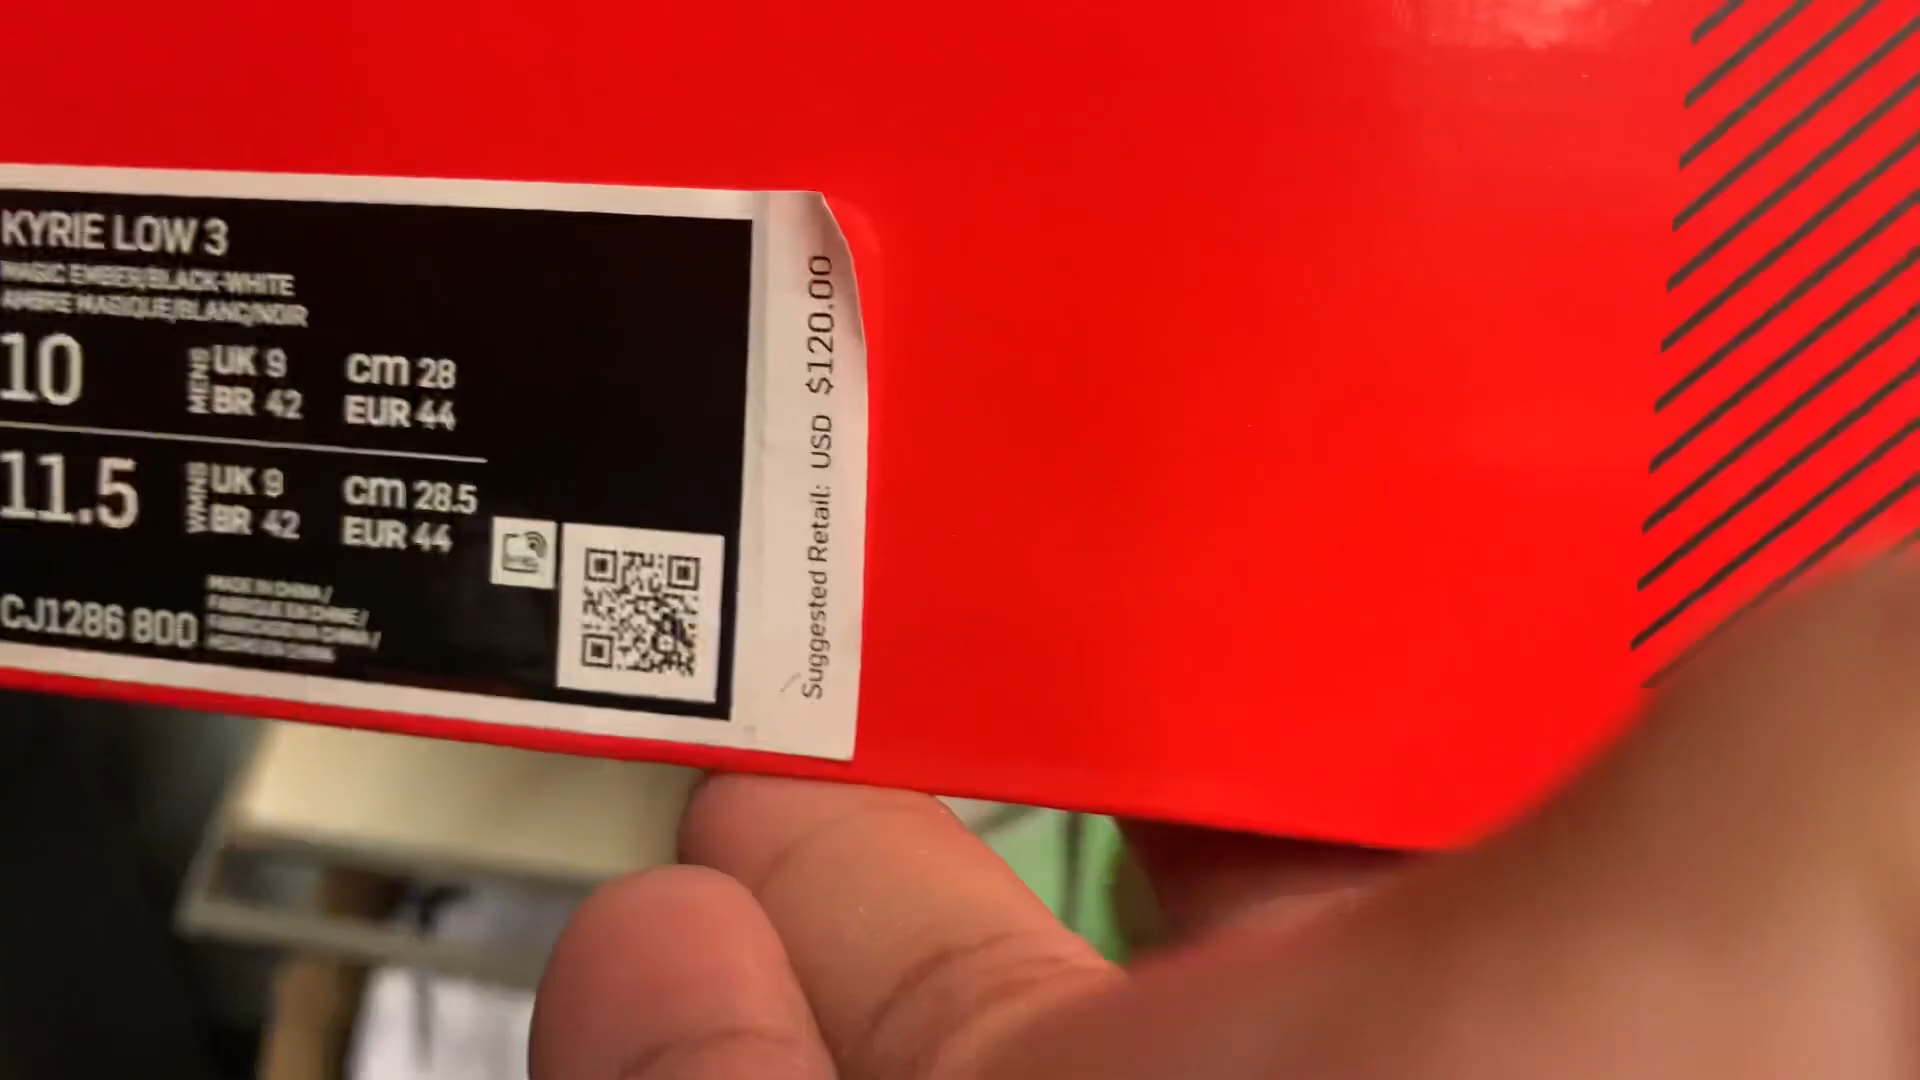 KYRIE LOW 3
MAGIC EMBER/BLACK-WHITE
AMBRE MAGIQUE/BLANC/NOIR
10 MENS UK 9 cm 28
BR 42 EUR 44
11.5 WMNS UK 9 cm 28.5
BR 42 EUR 44
CJ1286 800
MADE IN CHINA /
FABRIQUE EN CHINE /
Suggested Retail: USD $120.00